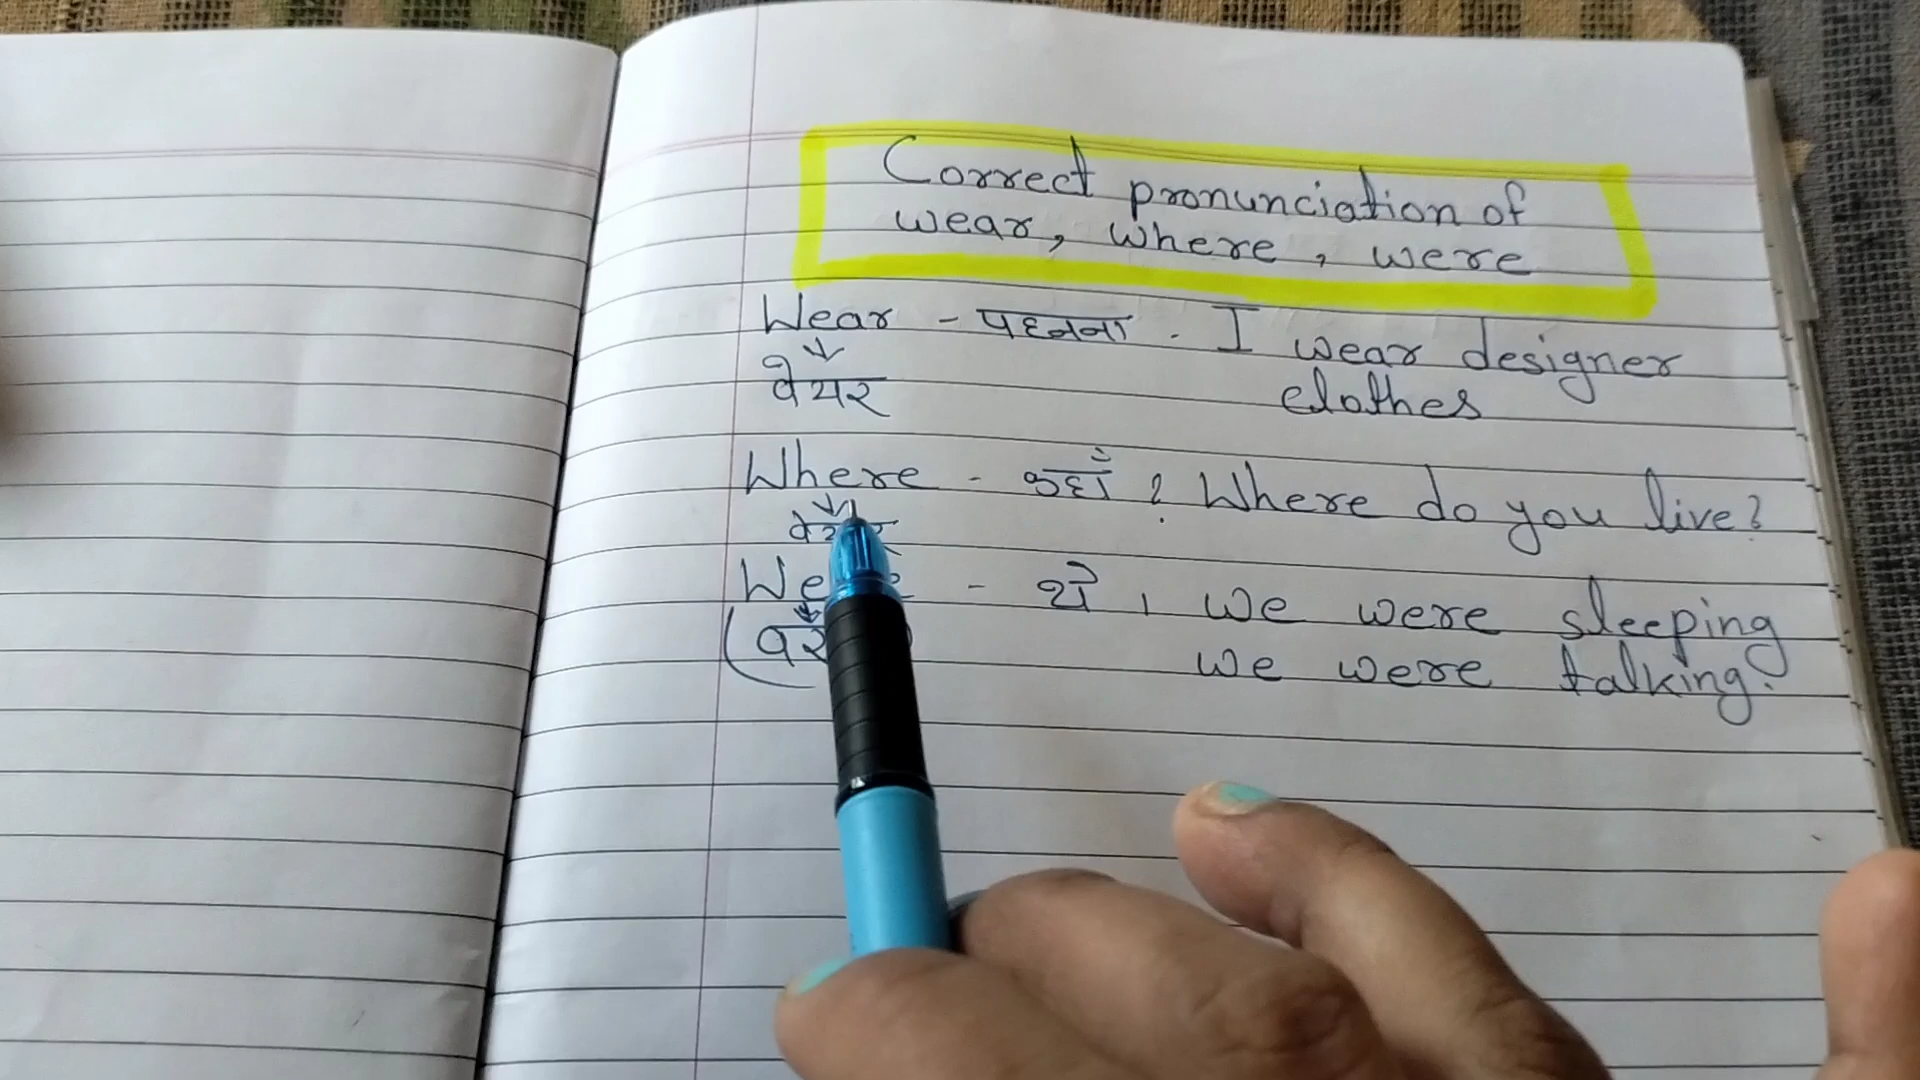 Correct pronunciation of
wear, where, were
Wear - पहनना - I wear designer
वेयर clothes
Where - कहाँ ? Where do you live?
We - थे, we were sleeping
we were talking.